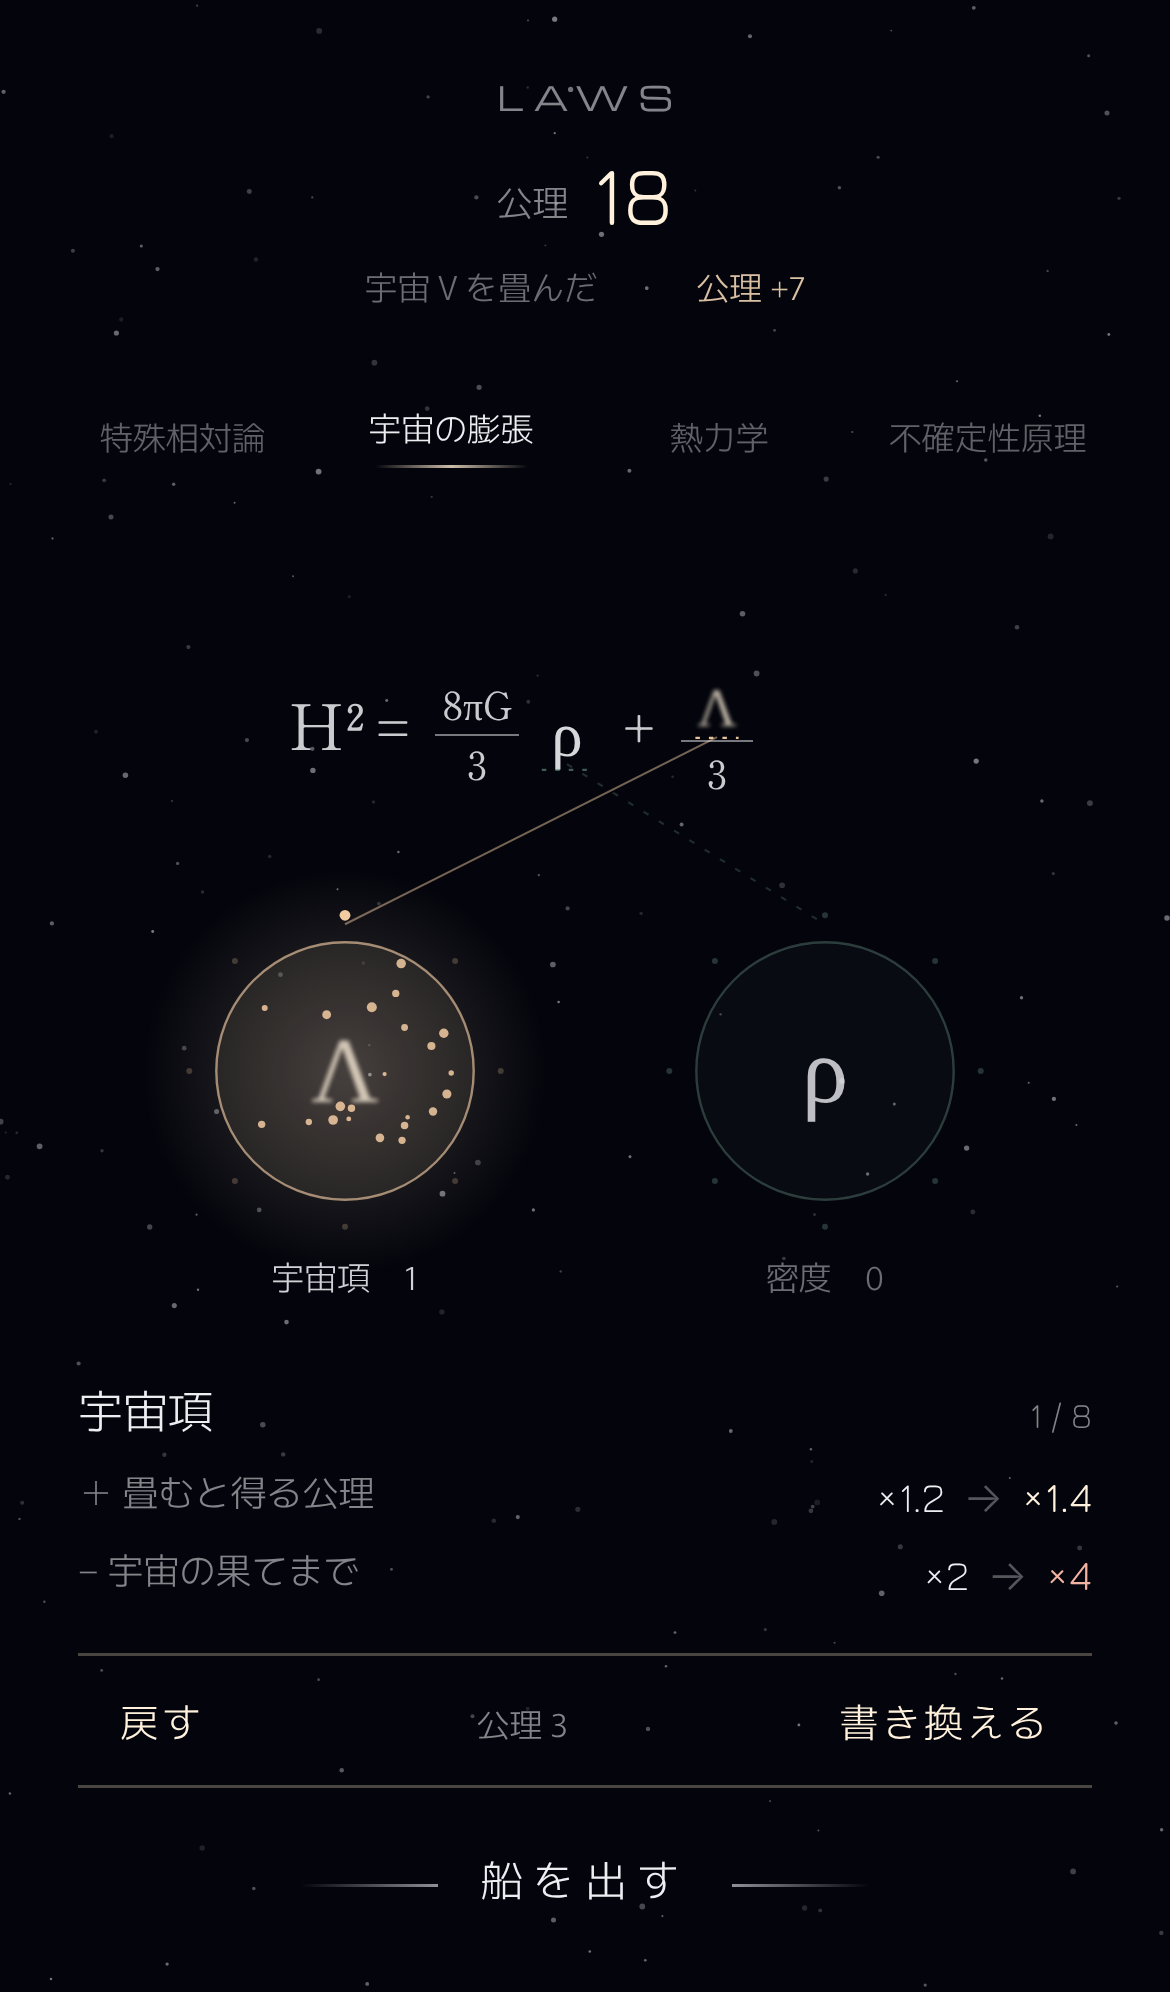 LAWS
公理 18
宇宙 V を畳んだ ・ 公理 +7
特殊相対論 宇宙の膨張 熱力学 不確定性原理
H² = 8πG/3 ρ + Λ/3
Λ ρ
宇宙項 1 密度 0
宇宙項 1 / 8
+ 畳むと得る公理 ×1.2 → ×1.4
− 宇宙の果てまで ×2 → ×4
戻す 公理 3 書き換える
船を出す